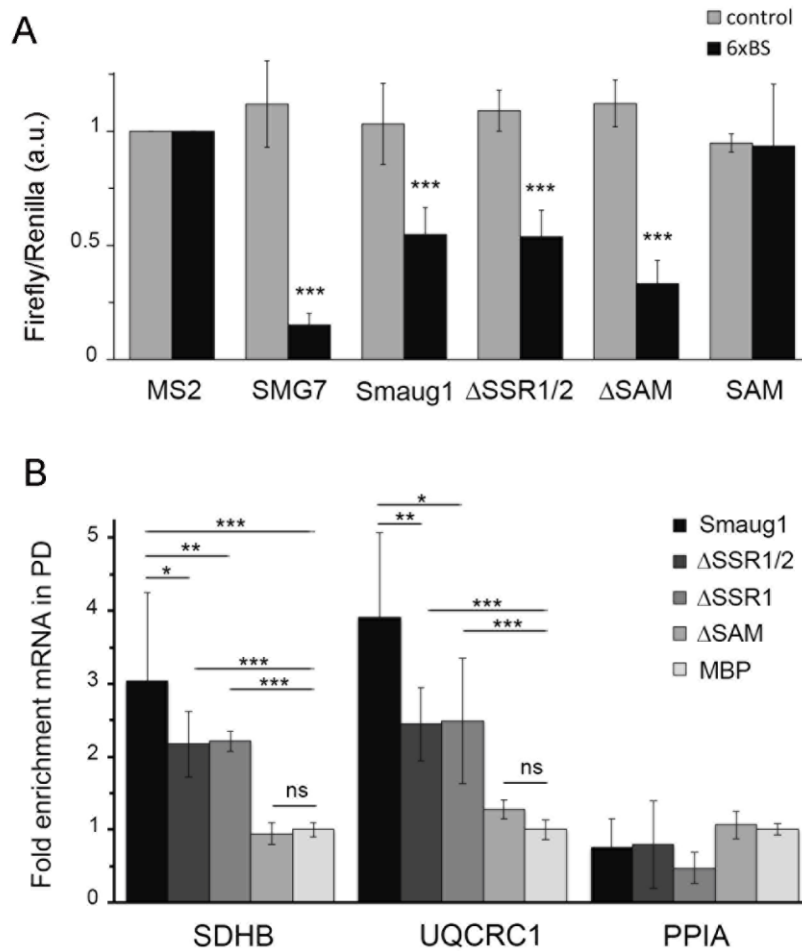 A
control
6xBS
Firefly/Renilla (a.u.)
1
0.5
0
***
***
***
***
MS2 SMG7 Smaug1 ΔSSR1/2 ΔSAM SAM
B
Fold enrichment mRNA in PD
5
4
3
2
1
0
***
**
*
***
***
ns
*
**
***
***
ns
Smaug1
ΔSSR1/2
ΔSSR1
ΔSAM
MBP
SDHB UQCRC1 PPIA